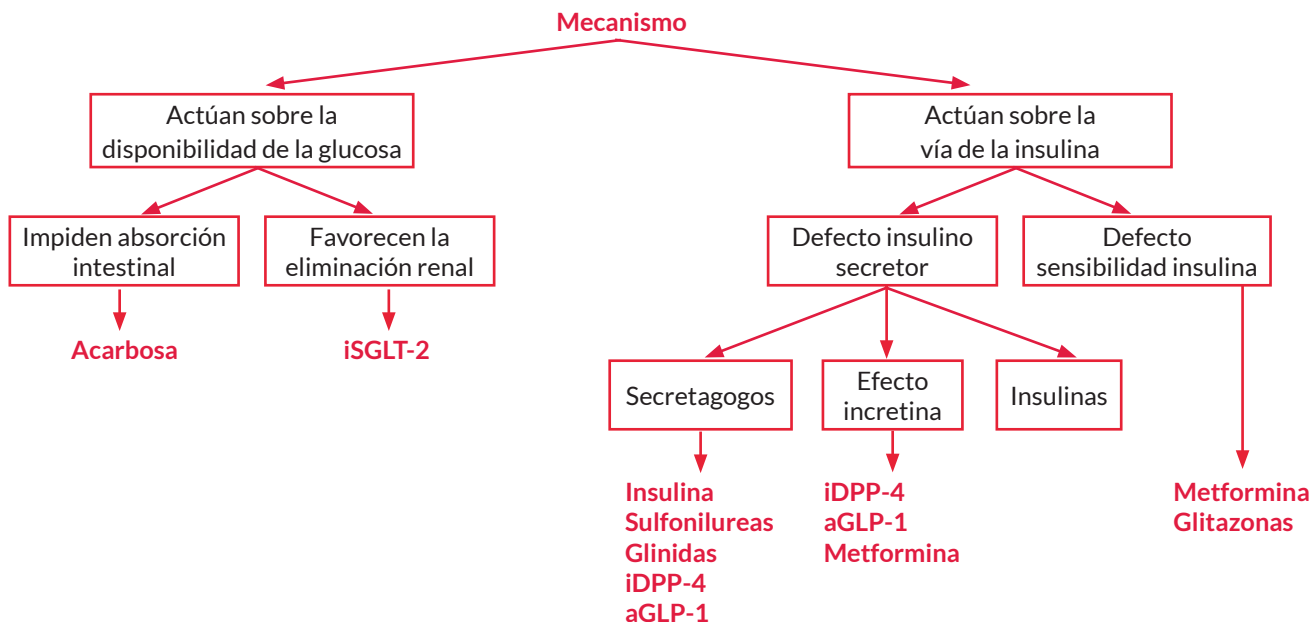 Mecanismo
Actúan sobre la
disponibilidad de la glucosa
Actúan sobre la
vía de la insulina
Impiden absorción
intestinal
Favorecen la
eliminación renal
Defecto insulino
secretor
Defecto
sensibilidad insulina
Acarbosa
iSGLT-2
Secretagogos
Efecto
incretina
Insulinas
Insulina
Sulfonilureas
Glinidas
iDPP-4
aGLP-1
iDPP-4
aGLP-1
Metformina
Metformina
Glitazonas